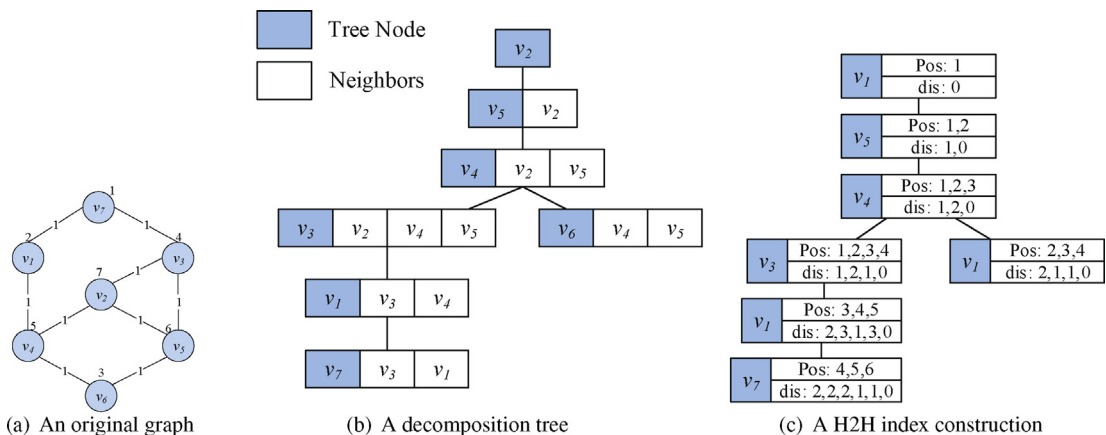 Tree Node
Neighbors
1
v7
1
1
2
4
v1
v3
7
1
v2
1
1
5
1
1
6
v4
v5
1
3
1
v6
(a) An original graph
v2
v5 v2
v4 v2 v5
v3 v2 v4 v5
v6 v4 v5
v1 v3 v4
v7 v3 v1
(b) A decomposition tree
v1 Pos: 1
dis: 0
v5 Pos: 1,2
dis: 1,0
v4 Pos: 1,2,3
dis: 1,2,0
v3 Pos: 1,2,3,4
dis: 1,2,1,0
v1 Pos: 2,3,4
dis: 2,1,1,0
v1 Pos: 3,4,5
dis: 2,3,1,3,0
v7 Pos: 4,5,6
dis: 2,2,2,1,1,0
(c) A H2H index construction